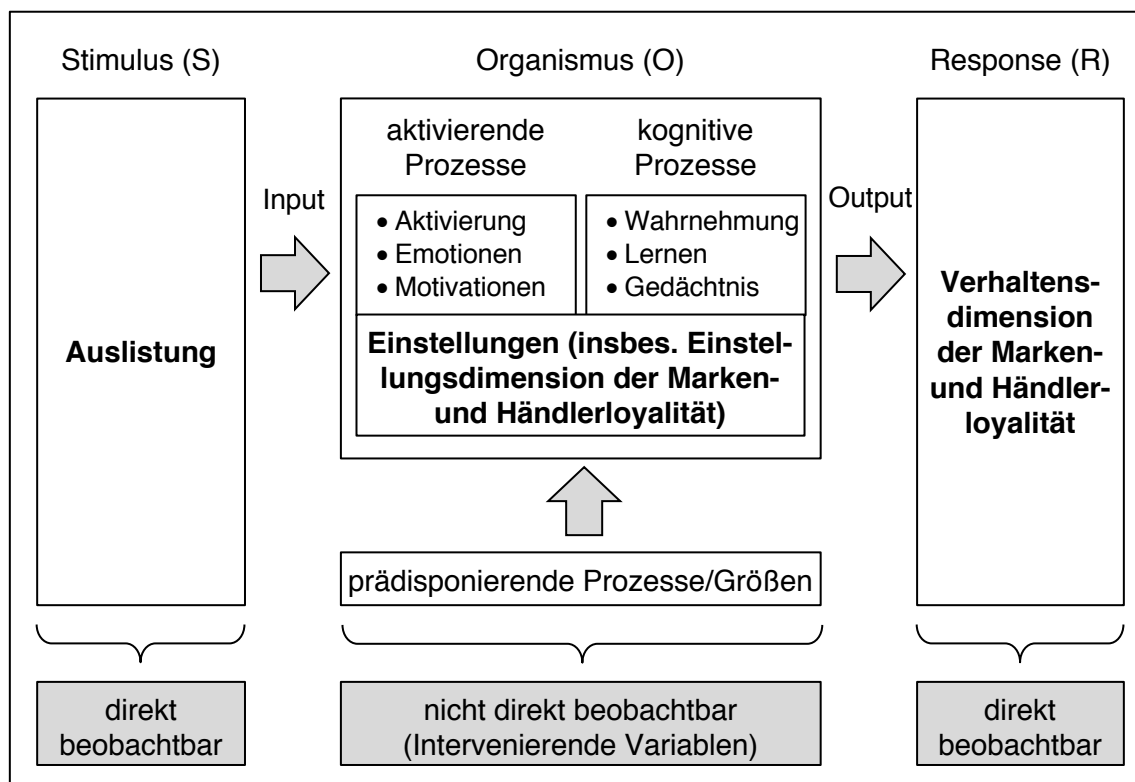 Stimulus (S)
Organismus (O)
Response (R)
Auslistung
Input
aktivierende
Prozesse
kognitive
Prozesse
• Aktivierung
• Emotionen
• Motivationen
• Wahrnehmung
• Lernen
• Gedächtnis
Einstellungen (insbes. Einstel-
lungsdimension der Marken-
und Händlerloyalität)
prädisponierende Prozesse/Größen
Output
Verhaltens-
dimension
der Marken-
und Händler-
loyalität
direkt
beobachtbar
nicht direkt beobachtbar
(Intervenierende Variablen)
direkt
beobachtbar